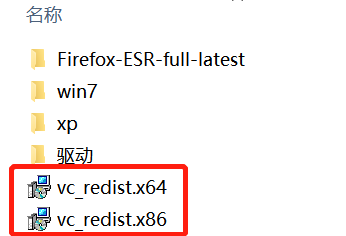 名称
Firefox-ESR-full-latest
win7
xp
驱动
vc_redist.x64
vc_redist.x86